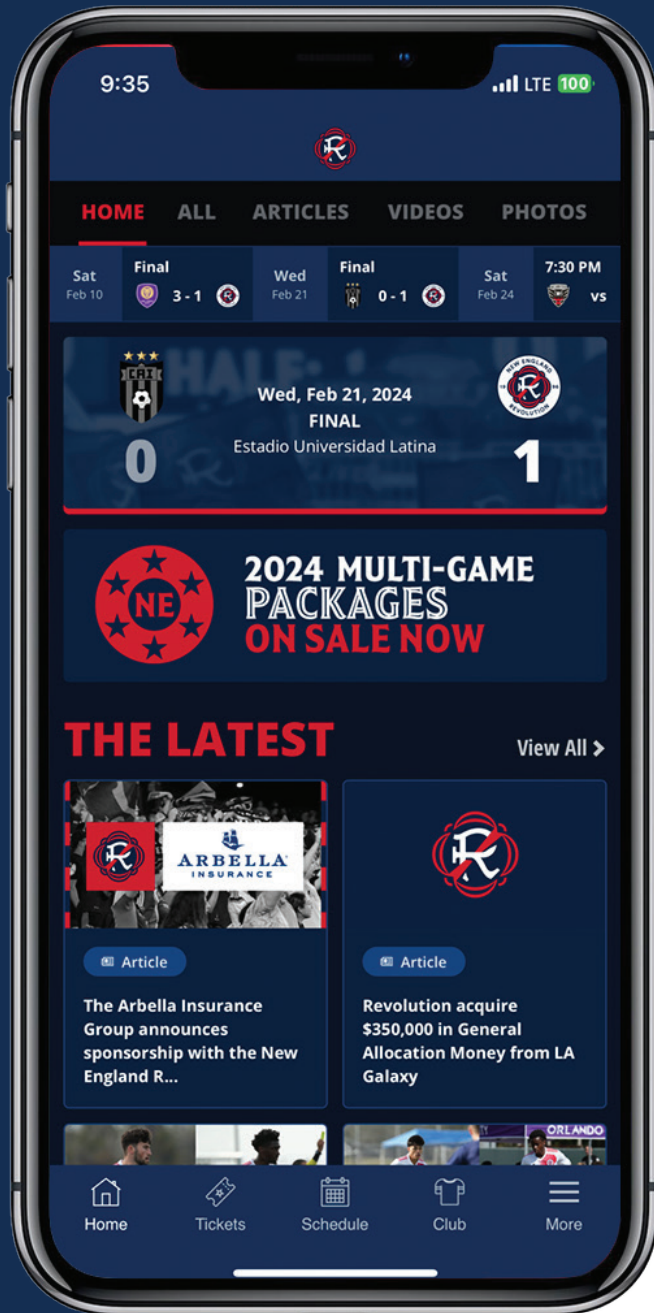 9:35
LTE 100
HOME ALL ARTICLES VIDEOS PHOTOS
Sat
Feb 10
Final
3 - 1
Wed
Feb 21
Final
0 - 1
Sat
Feb 24
7:30 PM
vs
CAI
0
Wed, Feb 21, 2024
FINAL
Estadio Universidad Latina
NEW ENGLAND
REVOLUTION
1
NE
2024 MULTI-GAME
PACKAGES
ON SALE NOW
THE LATEST
View All >
ARBELLA
INSURANCE
Article
The Arbella Insurance
Group announces
sponsorship with the New
England R...
Article
Revolution acquire
$350,000 in General
Allocation Money from LA
Galaxy
ORLANDO
Home Tickets Schedule Club More